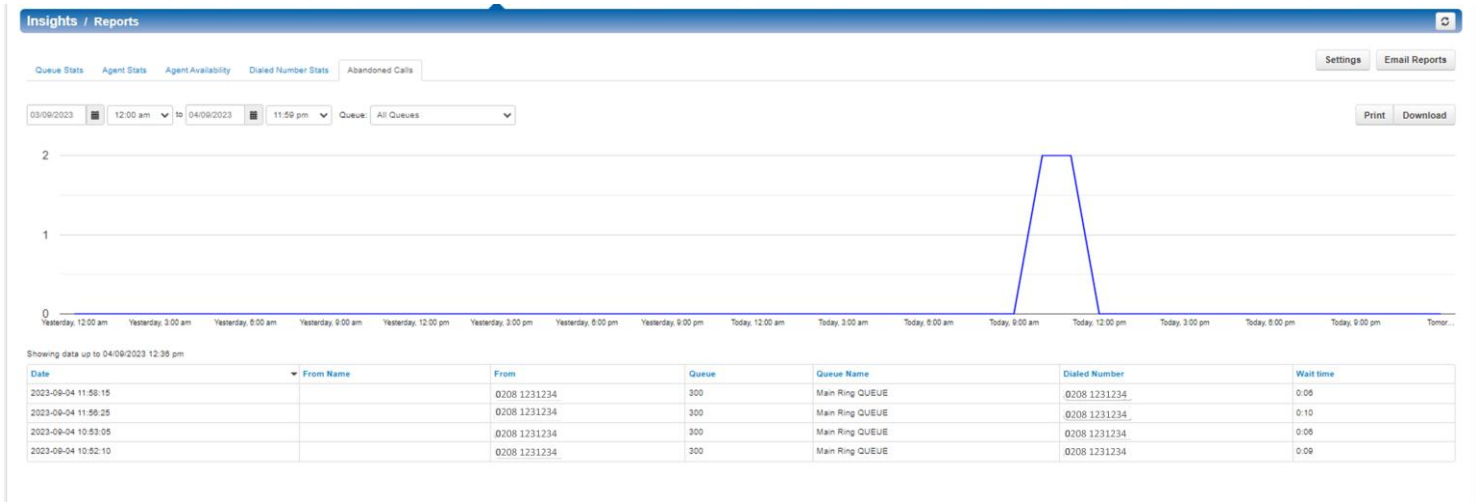 Insights / Reports
Settings Email Reports
Queue Stats Agent Stats Agent Availability Dialed Number Stats Abandoned Calls
03/09/2023 12:00 am to 04/09/2023 11:59 pm Queue: All Queues Print Download
2
1
0
Yesterday, 12:00 am Yesterday, 3:00 am Yesterday, 6:00 am Yesterday, 9:00 am Yesterday, 12:00 pm Yesterday, 3:00 pm Yesterday, 6:00 pm Yesterday, 9:00 pm Today, 12:00 am Today, 3:00 am Today, 6:00 am Today, 9:00 am Today, 12:00 pm Today, 3:00 pm Today, 6:00 pm Today, 9:00 pm Tomor...
Showing data up to 04/09/2023 12:36 pm
Date From Name From Queue Queue Name Dialed Number Wait time
2023-09-04 11:58:15 0208 1231234 300 Main Ring QUEUE 0208 1231234 0:06
2023-09-04 11:56:25 0208 1231234 300 Main Ring QUEUE 0208 1231234 0:10
2023-09-04 10:53:05 0208 1231234 300 Main Ring QUEUE 0208 1231234 0:06
2023-09-04 10:52:10 0208 1231234 300 Main Ring QUEUE 0208 1231234 0:09